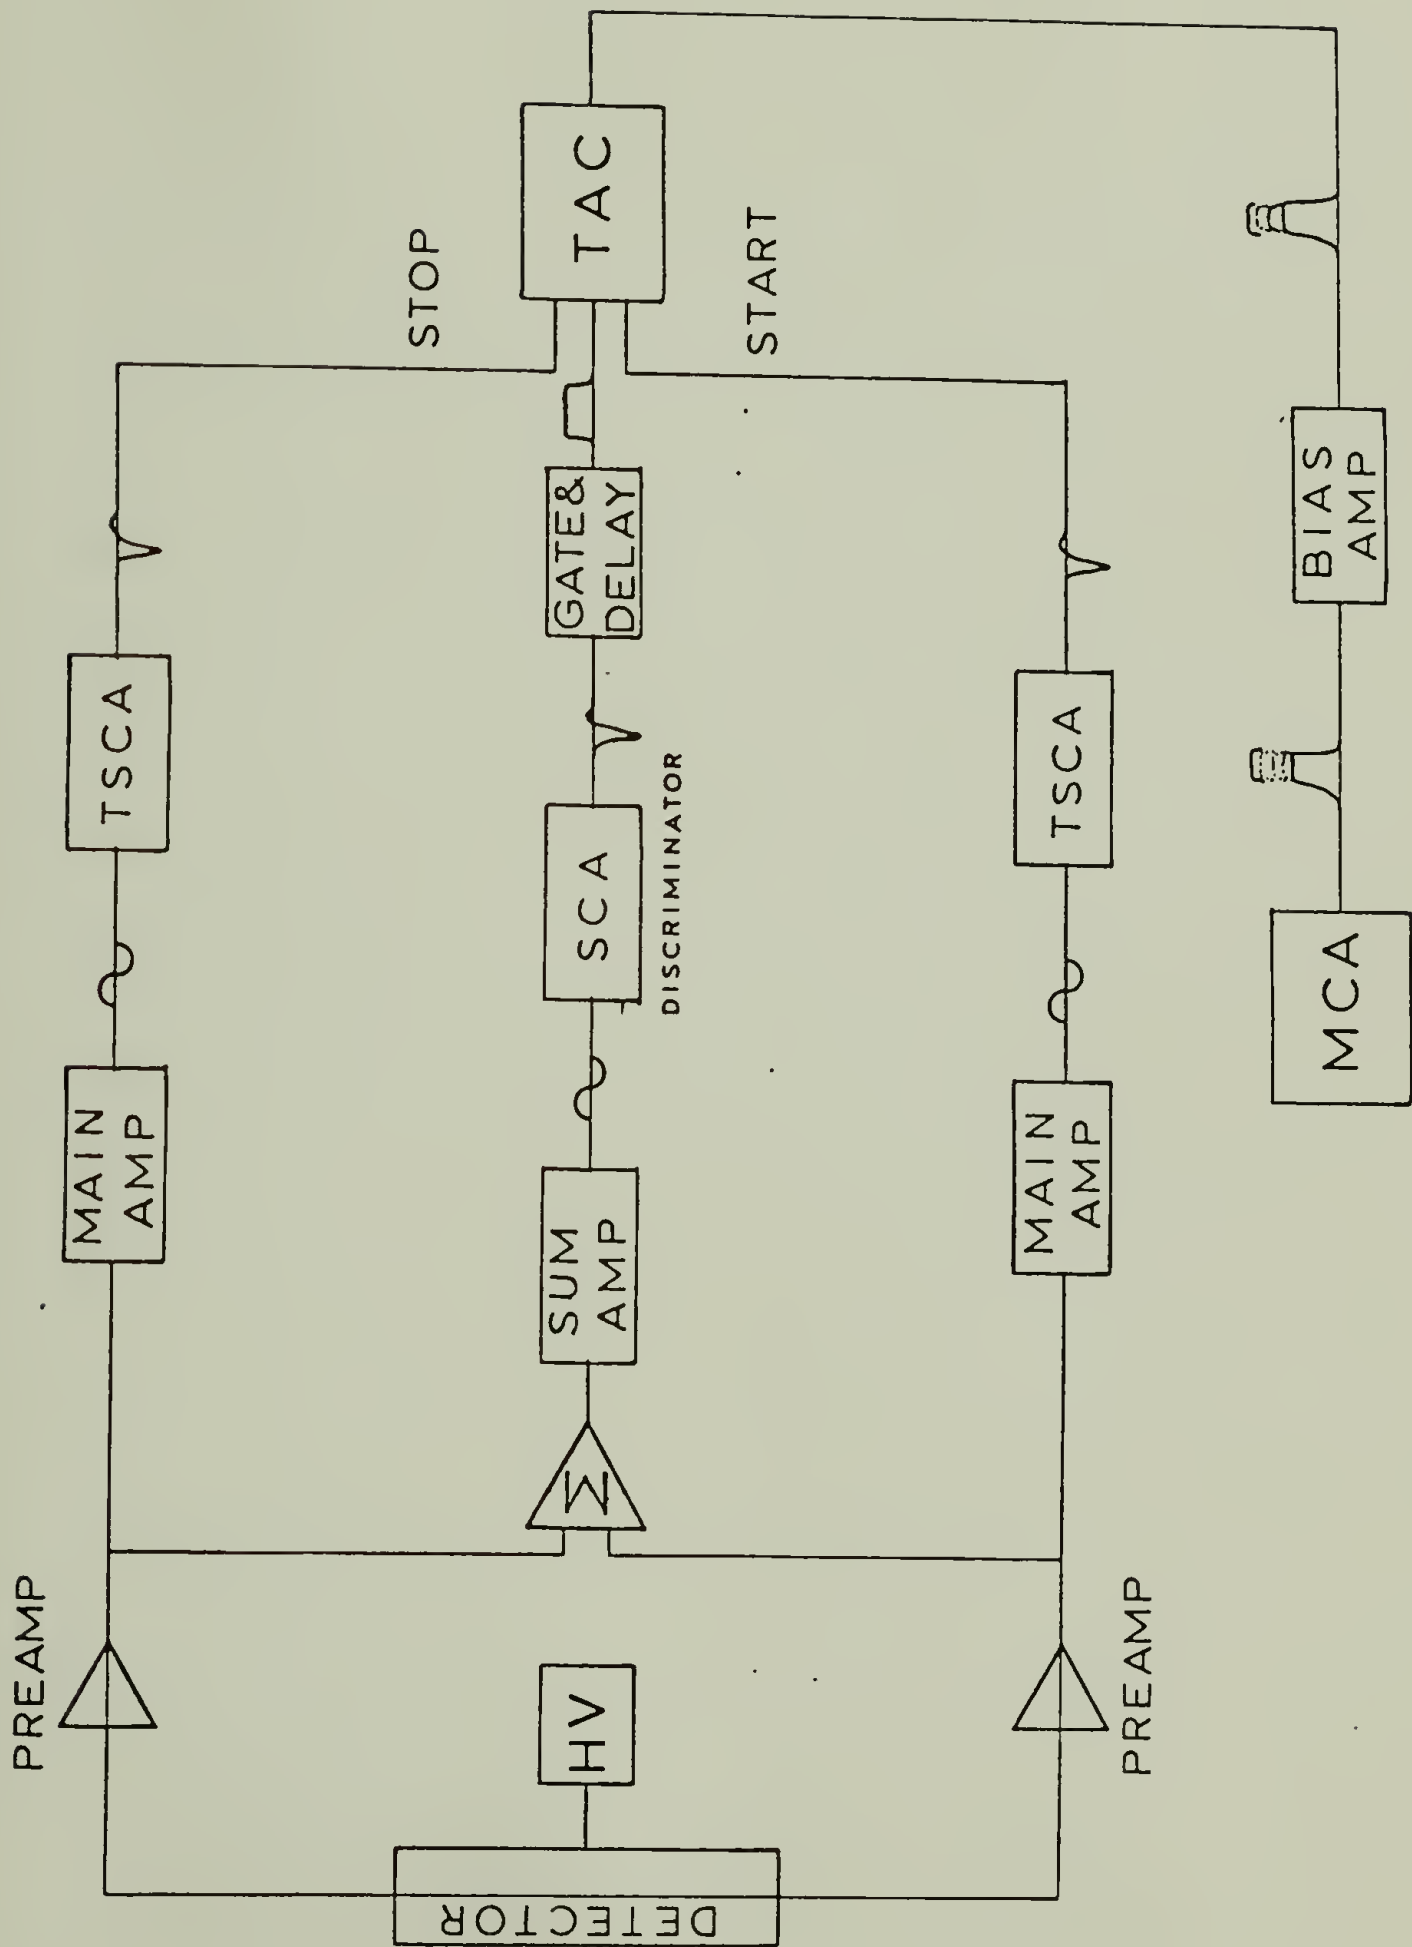 PREAMP
MAIN
AMP
TSCA
STOP
DETECTOR
HV
Σ
SUM
AMP
SCA
DISCRIMINATOR
GATE&
DELAY
TAC
START
PREAMP
MAIN
AMP
TSCA
MCA
BIAS
AMP